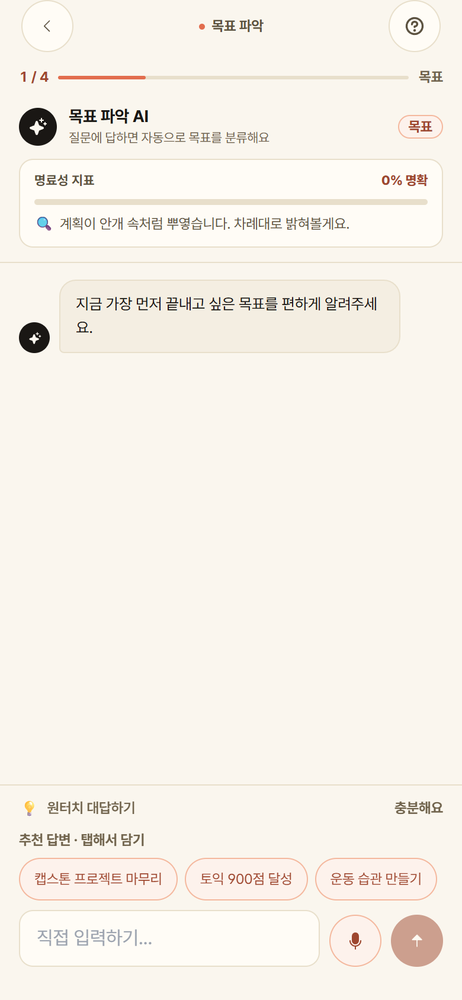 목표 파악
1 / 4
목표
목표 파악 AI
질문에 답하면 자동으로 목표를 분류해요
목표
명료성 지표
0% 명확
계획이 안개 속처럼 뿌옇습니다. 차례대로 밝혀볼게요.
지금 가장 먼저 끝내고 싶은 목표를 편하게 알려주세
요.
원터치 대답하기
충분해요
추천 답변 · 탭해서 담기
캡스톤 프로젝트 마무리
토익 900점 달성
운동 습관 만들기
직접 입력하기...